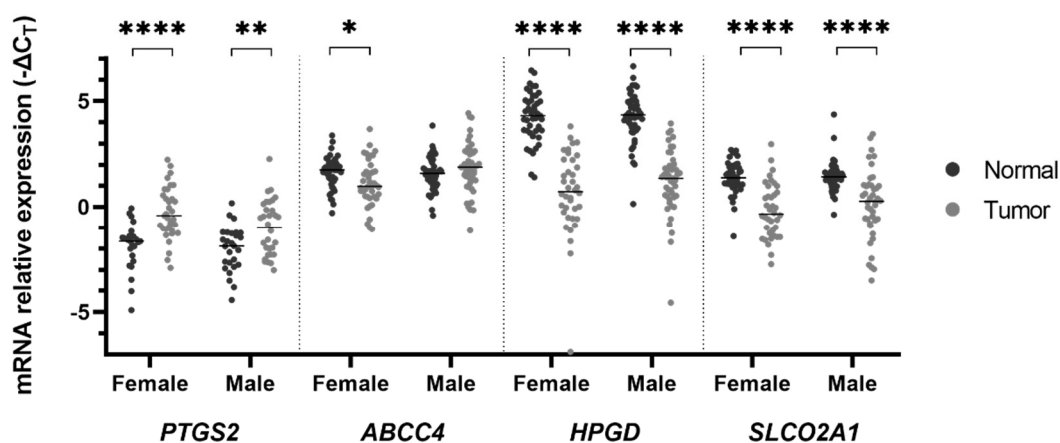 **** ** * **** **** **** ****
mRNA relative expression (-ΔCT)
5
0
-5
Normal
Tumor
Female Male Female Male Female Male Female Male
PTGS2 ABCC4 HPGD SLCO2A1